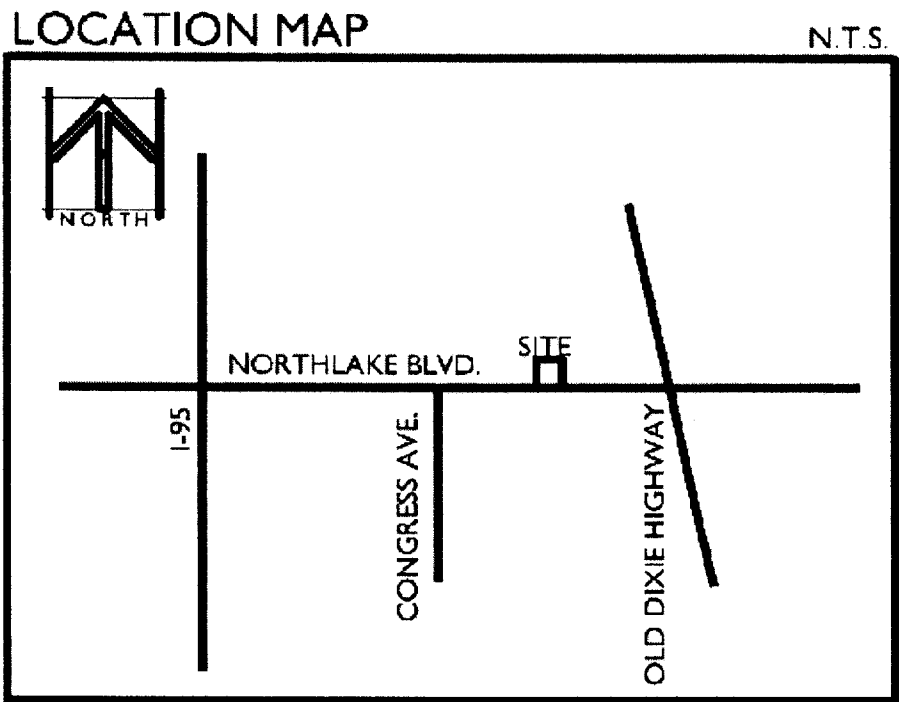 LOCATION MAP
N.T.S.
NORTH
SITE
NORTHLAKE BLVD.
I-95
CONGRESS AVE.
OLD DIXIE HIGHWAY